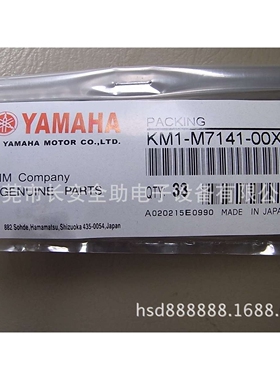 YAMAHA
YAMAHA MOTOR CO.,LTD.
PACKING
KM1-M7141-00X
IM Company
GENUINE PARTS
QTY 33
A020215E0990 MADE IN JAPAN
882 Sohde, Hamamatsu, Shizuoka 435-0054, Japan
莞市长安全助电子设备有限公
hsd888888.1688.